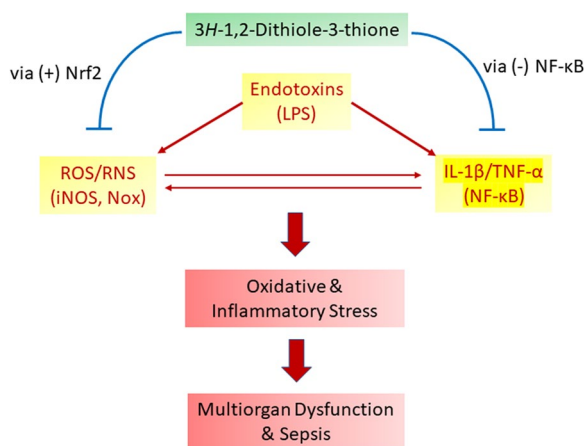 3H-1,2-Dithiole-3-thione
via (+) Nrf2
via (-) NF-κB
Endotoxins
(LPS)
ROS/RNS
(iNOS, Nox)
IL-1β/TNF-α
(NF-κB)
Oxidative &
Inflammatory Stress
Multiorgan Dysfunction
& Sepsis